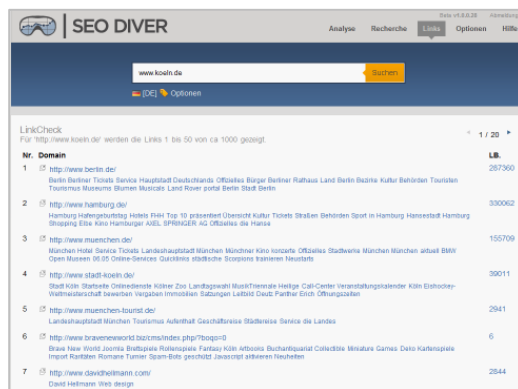 Beta v1.0.0.20 Abmeldung
SEO DIVER
Analyse Recherche Links Optionen Hilfe
www.koeln.de Suchen
[DE] Optionen
LinkCheck
Für 'http://www.koeln.de' werden die Links 1 bis 50 von ca 1000 gezeigt.
1 / 20
Nr. Domain LB.
1 http://www.berlin.de/ 267360
Berlin Berliner Tickets Service Hauptstadt Deutschlands Offizielles Bürger Berliner Rathaus Land Berlin Bezirke Kultur Behörden Touristen
Tourismus Museums Blumen Musicals Land Rover portal Berlin Stadt Berlin
2 http://www.hamburg.de/ 330062
Hamburg Hafengeburtstag Hotels FHH Top 10 präsentiert Übersicht Kultur Tickets Straßen Behörden Sport in Hamburg Hansestadt Hamburg
Shopping Elbe Kino Hamburger AXEL SPRINGER AG Offizielles die Hanse
3 http://www.muenchen.de/ 155709
München Hotel Service Tickets Landeshauptstadt München Münchner Kino konzerte Offizielles Stadtwerke München München aktuell BMW
Open Museen 06.05 Online-Services Quicklinks städtische Scorpions trainieren Neustarts
4 http://www.stadt-koeln.de/ 39011
Stadt Köln Startseite Onlinedienste Kölner Zoo Landtagswahl MusikTriennale Heilige Call-Center Veranstaltungskalender Köln Eishockey-
Weltmeisterschaft bewerben Vergaben Immobilien Satzungen Leitbild Deutz Panther Erich Öffnungszeiten
5 http://www.muenchen-tourist.de/ 2941
Landeshauptstadt München Tourismus Aufenthalt Geschäftsreise Städtereise Service die Landes
6 http://www.bravenewworld.biz/cms/index.php/?boqs=0 6
Brave New World Joomla Brettspiele Rollenspiele Fantasy Köln Artbooks Buchantiquariat Collectible Miniature Games Deko Kartenspiele
Import Raritäten Romane Turnier Spam-Bots geschützt Javascript aktivieren Neuheiten
7 http://www.davidhellmann.com/ 2844
David Hellmann Web design